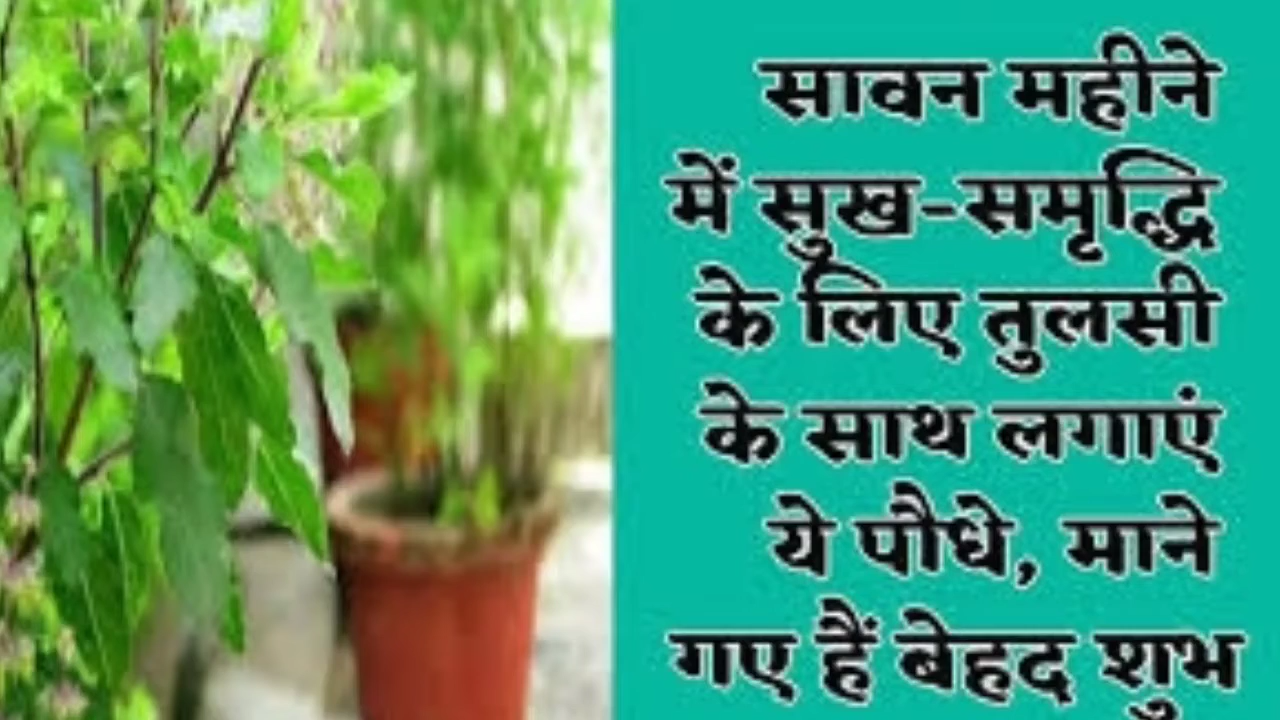 सावन महीने
में सुख-समृद्धि
के लिए तुलसी
के साथ लगाएं
ये पौधे, माने
गए हैं बेहद शुभ